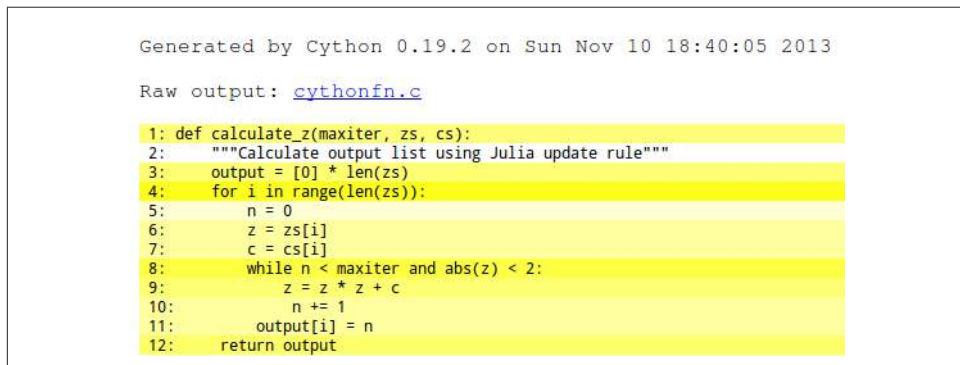 Generated by Cython 0.19.2 on Sun Nov 10 18:40:05 2013
Raw output: cythonfn.c
1: def calculate_z(maxiter, zs, cs):
2:     """Calculate output list using Julia update rule"""
3:     output = [0] * len(zs)
4:     for i in range(len(zs)):
5:         n = 0
6:         z = zs[i]
7:         c = cs[i]
8:         while n < maxiter and abs(z) < 2:
9:             z = z * z + c
10:             n += 1
11:         output[i] = n
12:     return output